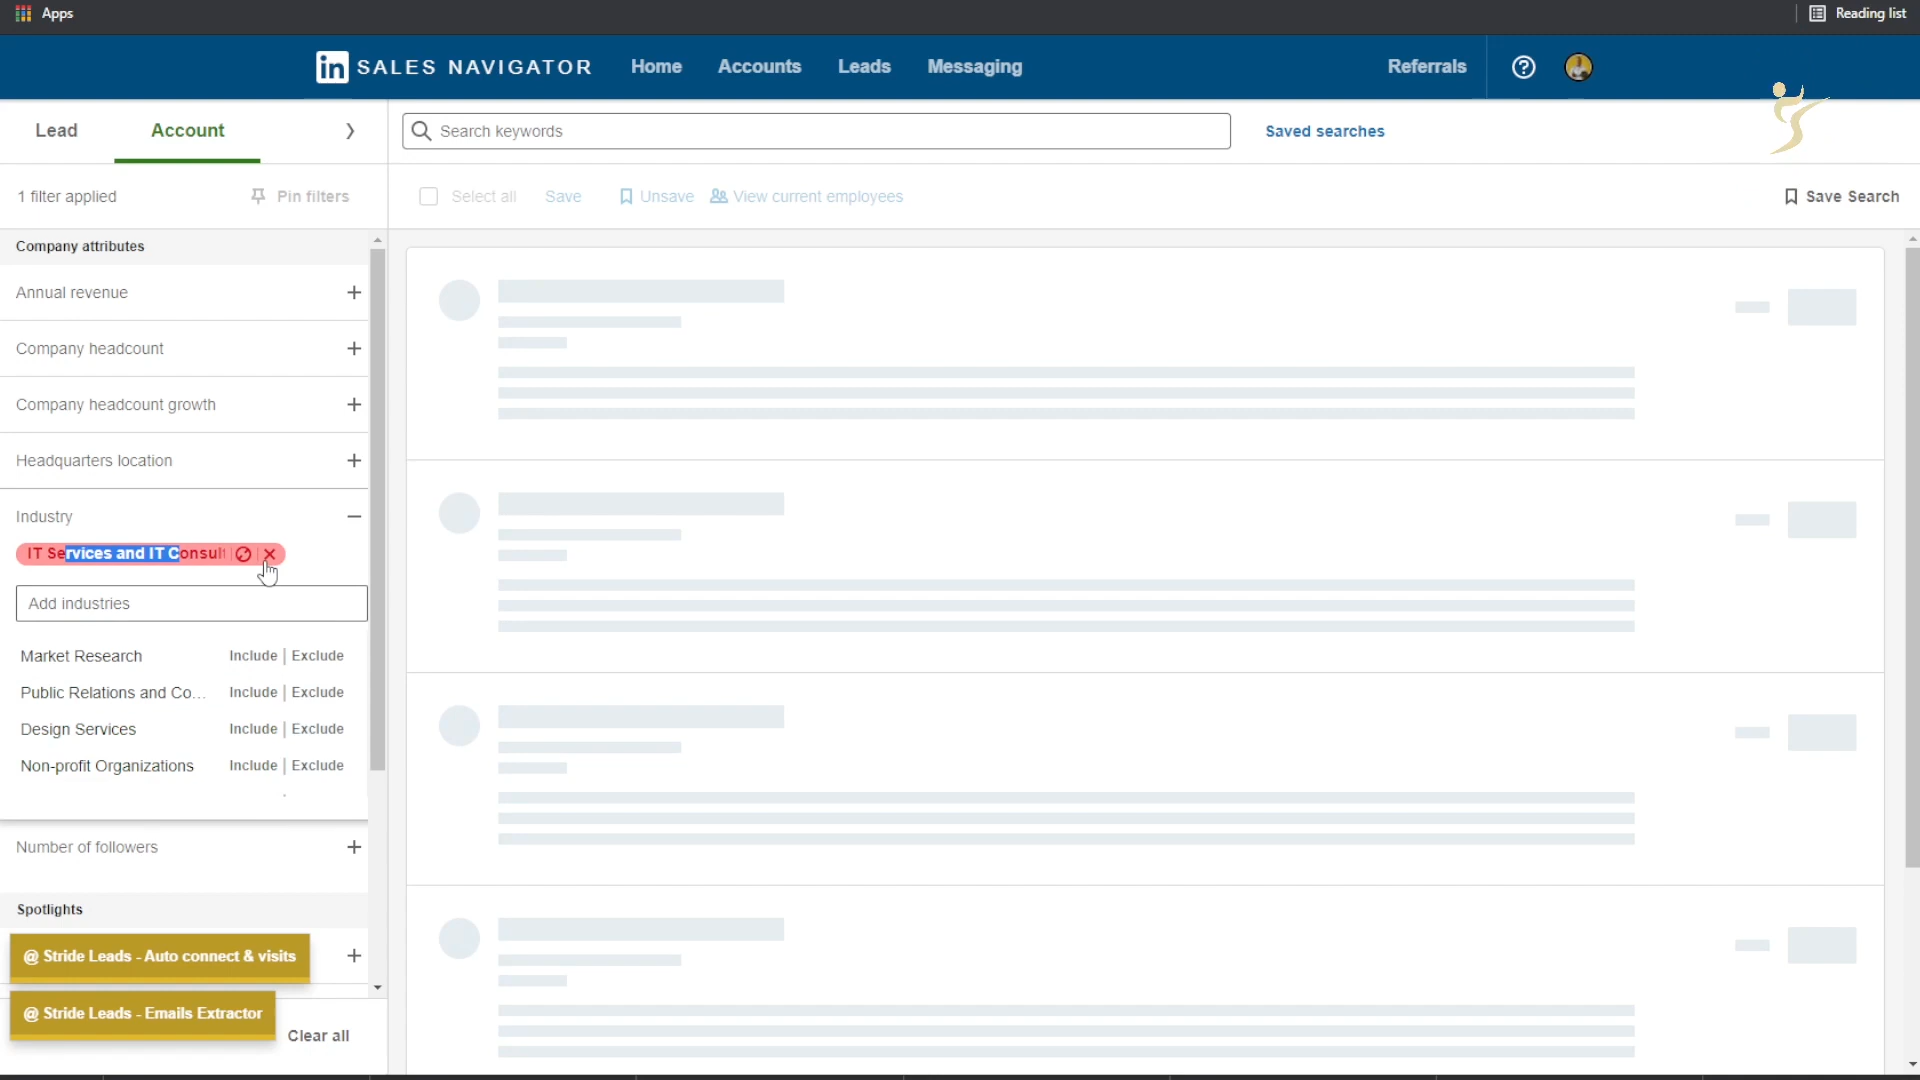 Apps
Reading list
in SALES NAVIGATOR
Home
Accounts
Leads
Messaging
Referrals
Lead
Account
Search keywords
Saved searches
1 filter applied
Pin filters
Select all
Save
Unsave
View current employees
Save Search
Company attributes
Annual revenue
Company headcount
Company headcount growth
Headquarters location
Industry
IT Services and IT Consult
Add industries
Market Research Include | Exclude
Public Relations and Co... Include | Exclude
Design Services Include | Exclude
Non-profit Organizations Include | Exclude
Number of followers
Spotlights
@ Stride Leads - Auto connect & visits
@ Stride Leads - Emails Extractor
Clear all